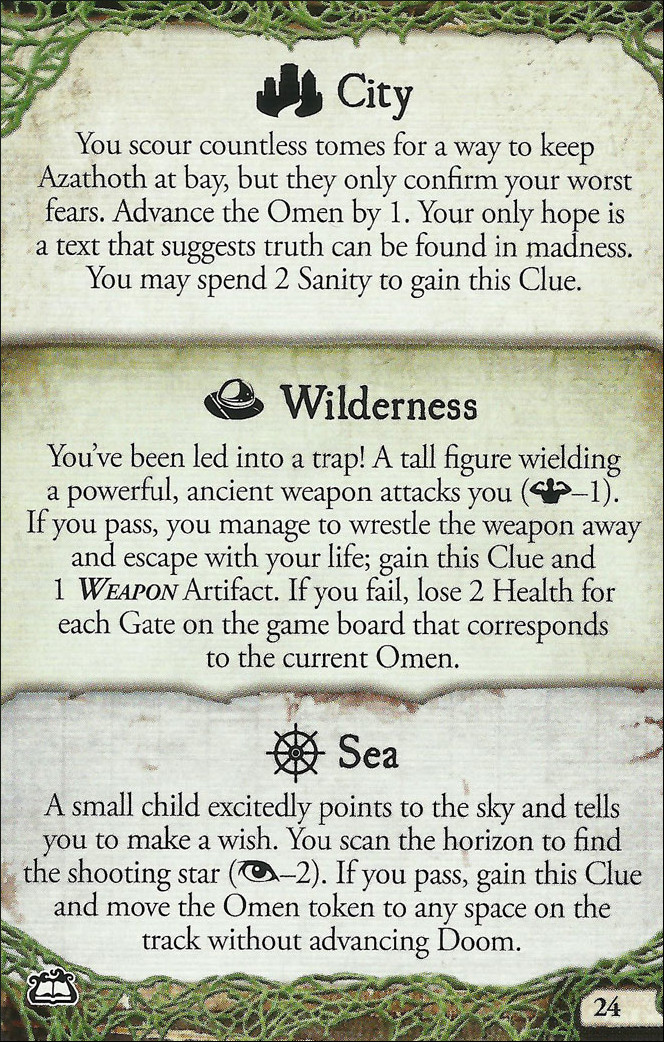 City
You scour countless tomes for a way to keep
Azathoth at bay, but they only confirm your worst
fears. Advance the Omen by 1. Your only hope is
a text that suggests truth can be found in madness.
You may spend 2 Sanity to gain this Clue.
Wilderness
You've been led into a trap! A tall figure wielding
a powerful, ancient weapon attacks you (–1).
If you pass, you manage to wrestle the weapon away
and escape with your life; gain this Clue and
1 WEAPON Artifact. If you fail, lose 2 Health for
each Gate on the game board that corresponds
to the current Omen.
Sea
A small child excitedly points to the sky and tells
you to make a wish. You scan the horizon to find
the shooting star (–2). If you pass, gain this Clue
and move the Omen token to any space on the
track without advancing Doom.
24